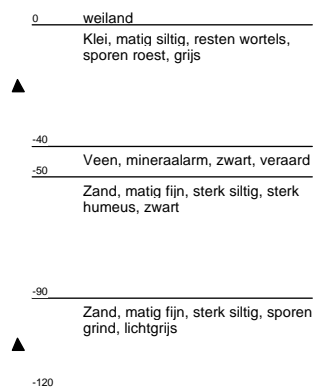 0 weiland
Klei, matig siltig, resten wortels,
sporen roest, grijs
-40
Veen, mineraalarm, zwart, veraard
-50
Zand, matig fijn, sterk siltig, sterk
humeus, zwart
-90
Zand, matig fijn, sterk siltig, sporen
grind, lichtgrijs
-120